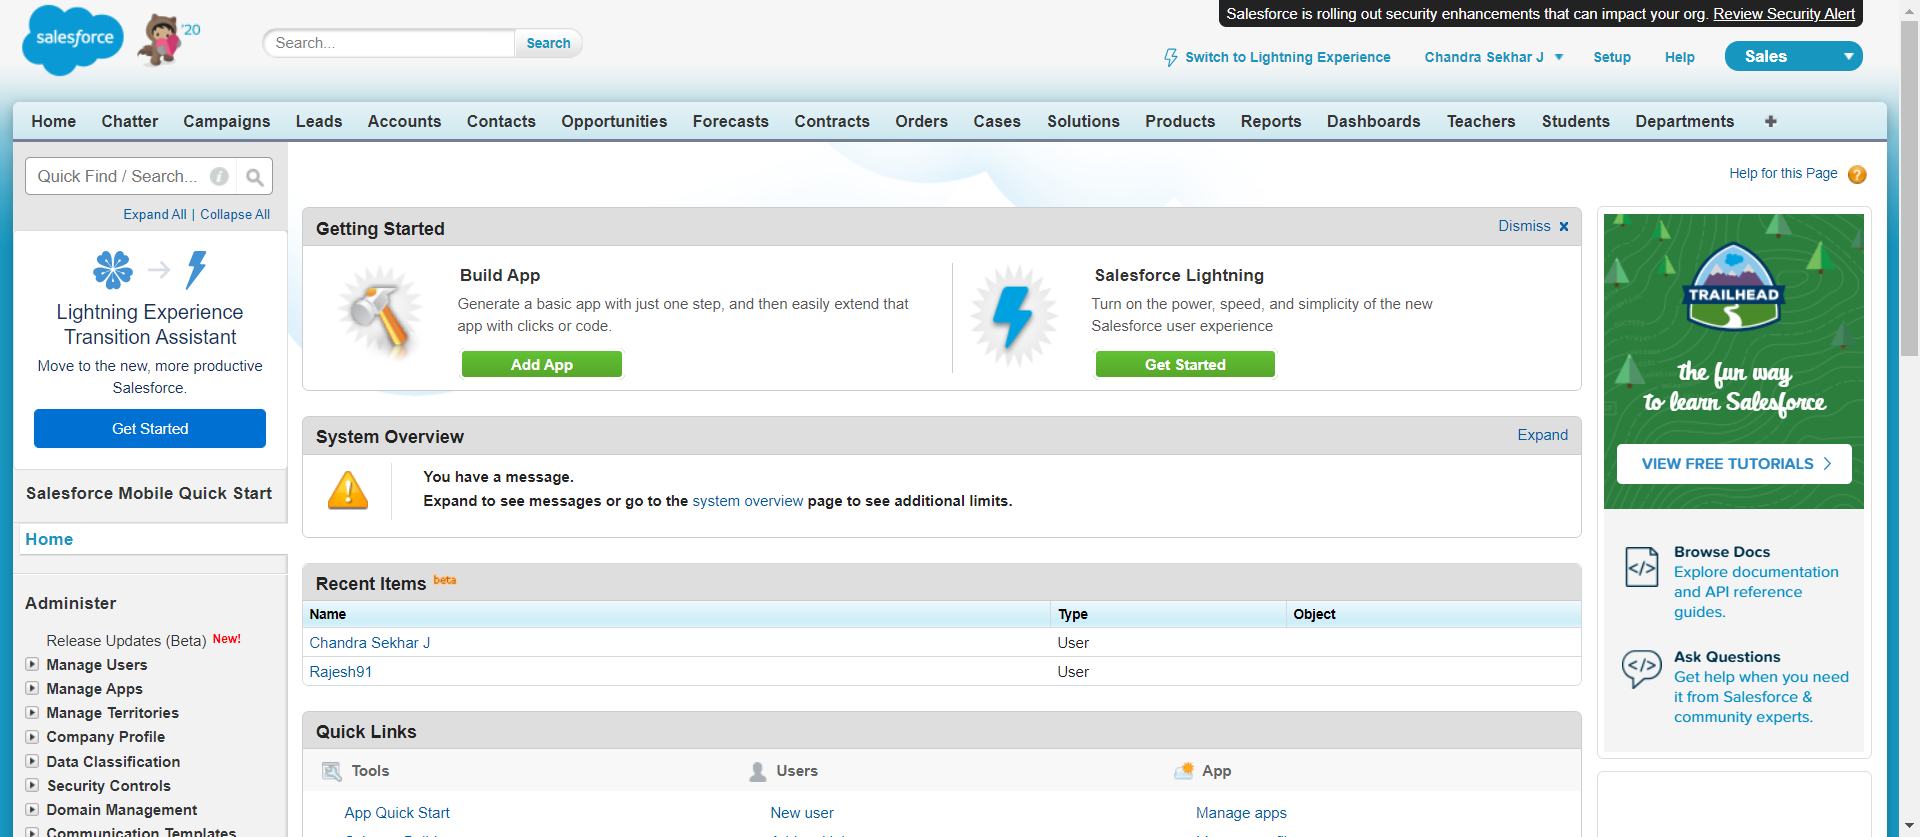 Salesforce is rolling out security enhancements that can impact your org. Review Security Alert
salesforce
'20
Search...
Search
Switch to Lightning Experience
Chandra Sekhar J
Setup
Help
Sales
Home Chatter Campaigns Leads Accounts Contacts Opportunities Forecasts Contracts Orders Cases Solutions Products Reports Dashboards Teachers Students Departments +
Quick Find / Search...
Expand All | Collapse All
Lightning Experience
Transition Assistant
Move to the new, more productive
Salesforce.
Get Started
Salesforce Mobile Quick Start
Home
Administer
Release Updates (Beta) New!
Manage Users
Manage Apps
Manage Territories
Company Profile
Data Classification
Security Controls
Domain Management
Communication Templates
Help for this Page ?
Getting Started
Dismiss x
Build App
Generate a basic app with just one step, and then easily extend that
app with clicks or code.
Add App
Salesforce Lightning
Turn on the power, speed, and simplicity of the new
Salesforce user experience
Get Started
System Overview
Expand
You have a message.
Expand to see messages or go to the system overview page to see additional limits.
Recent Items beta
Name Type Object
Chandra Sekhar J User
Rajesh91 User
Quick Links
Tools Users App
App Quick Start New user Manage apps
TRAILHEAD
the fun way
to learn Salesforce
VIEW FREE TUTORIALS
Browse Docs
Explore documentation
and API reference
guides.
Ask Questions
Get help when you need
it from Salesforce &
community experts.